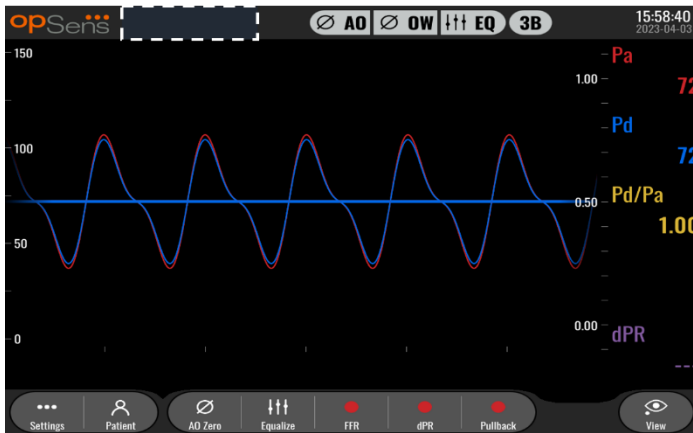 opSens
AO OW EQ 3B
15:58:40
2023-04-03
150
100
50
0
1.00
0.50
0.00
Pa
72
Pd
72
Pd/Pa
1.00
dPR
---
Settings
Patient
AO Zero
Equalize
FFR
dPR
Pullback
View